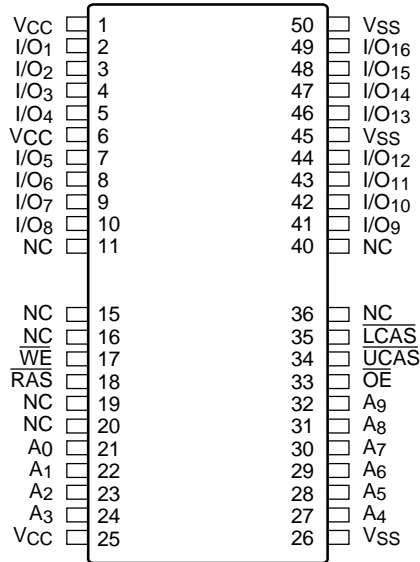 VCC 1 50 VSS
I/O1 2 49 I/O16
I/O2 3 48 I/O15
I/O3 4 47 I/O14
I/O4 5 46 I/O13
VCC 6 45 VSS
I/O5 7 44 I/O12
I/O6 8 43 I/O11
I/O7 9 42 I/O10
I/O8 10 41 I/O9
NC 11 40 NC
NC 15 36 NC
NC 16 35 LCAS
WE 17 34 UCAS
RAS 18 33 OE
NC 19 32 A9
NC 20 31 A8
A0 21 30 A7
A1 22 29 A6
A2 23 28 A5
A3 24 27 A4
VCC 25 26 VSS